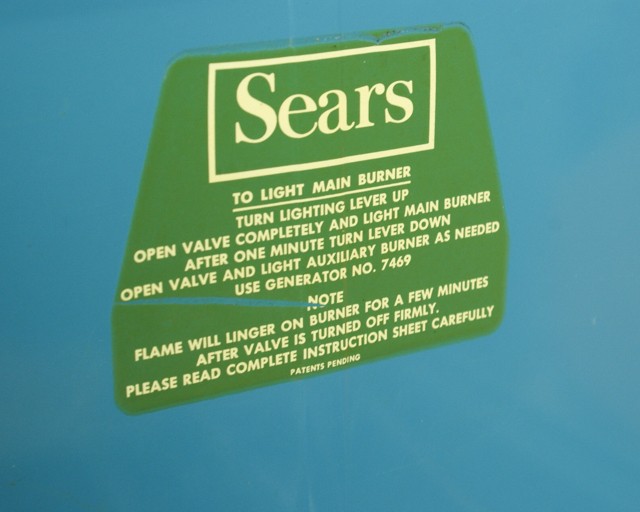 Sears
TO LIGHT MAIN BURNER
TURN LIGHTING LEVER UP
OPEN VALVE COMPLETELY AND LIGHT MAIN BURNER
AFTER ONE MINUTE TURN LEVER DOWN
OPEN VALVE AND LIGHT AUXILIARY BURNER AS NEEDED
USE GENERATOR NO. 7469
NOTE
FLAME WILL LINGER ON BURNER FOR A FEW MINUTES
AFTER VALVE IS TURNED OFF FIRMLY.
PLEASE READ COMPLETE INSTRUCTION SHEET CAREFULLY
PATENTS PENDING